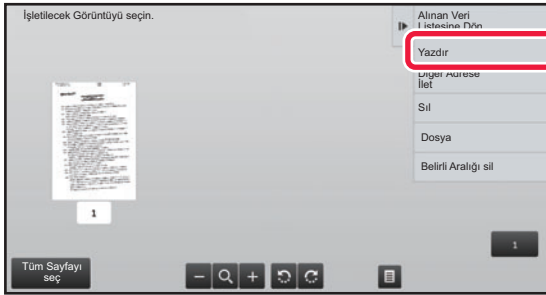 İşletilecek Görüntüyü seçin.
Alınan Veri
Listesine Dön
Yazdır
Diğer Adrese
İlet
Sil
Dosya
Belirli Aralığı sil
1
1
Tüm Sayfayı
seç